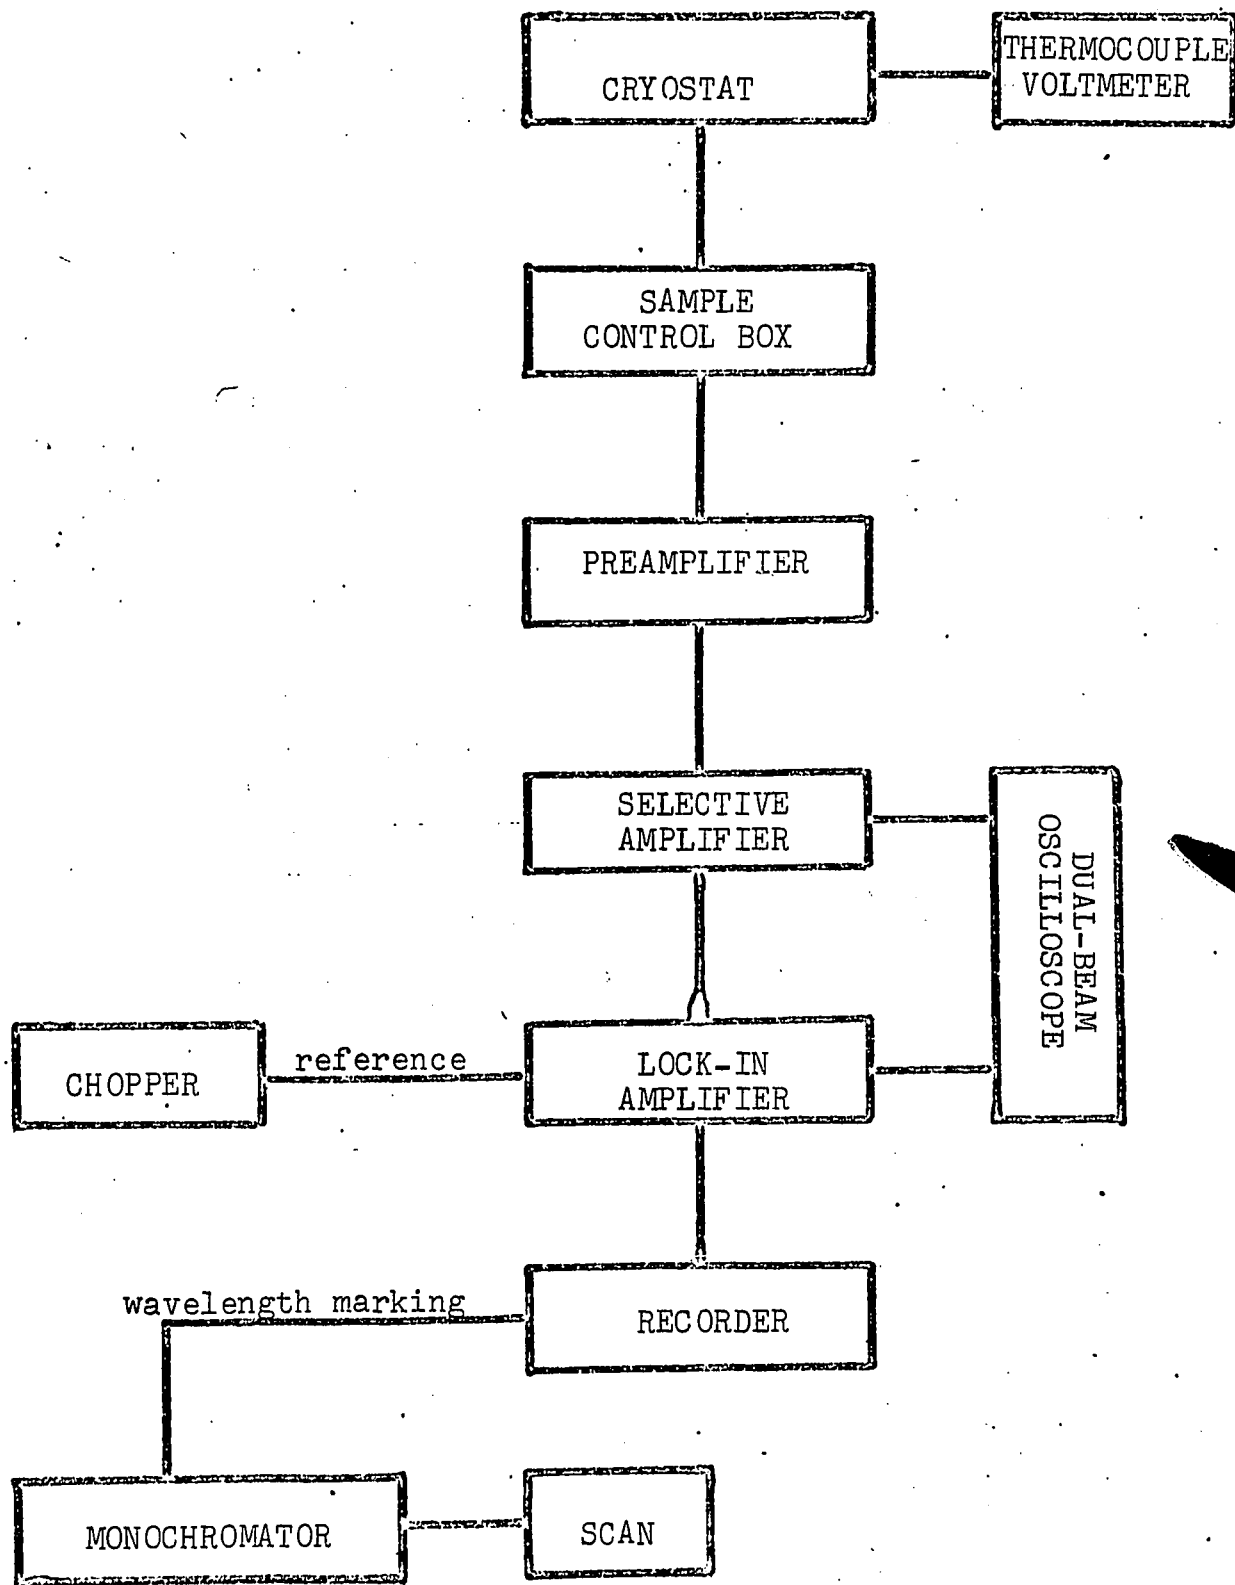 CRYOSTAT
THERMOCOUPLE
VOLTMETER
SAMPLE
CONTROL BOX
PREAMPLIFIER
SELECTIVE
AMPLIFIER
DUAL-BEAM
OSCILLOSCOPE
CHOPPER
reference
LOCK-IN
AMPLIFIER
wavelength marking
RECORDER
MONOCHROMATOR
SCAN